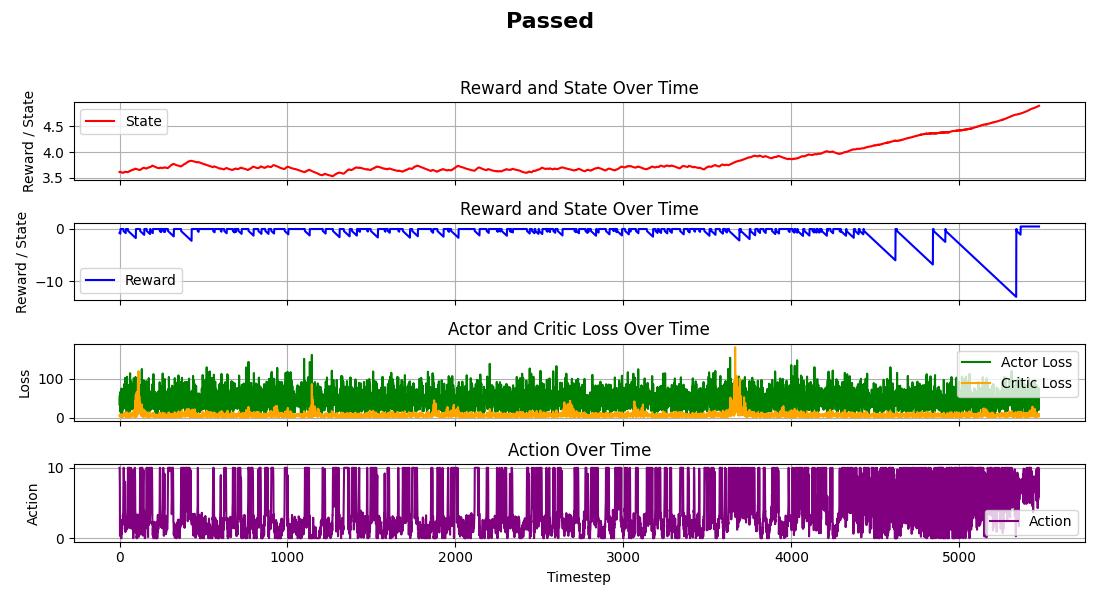 Passed
Reward and State Over Time
Reward / State
4.5
4.0
3.5
State
Reward and State Over Time
Reward / State
0
−10
Reward
Actor and Critic Loss Over Time
Loss
100
0
Actor Loss
Critic Loss
Action Over Time
Action
10
0
Action
0 1000 2000 3000 4000 5000
Timestep